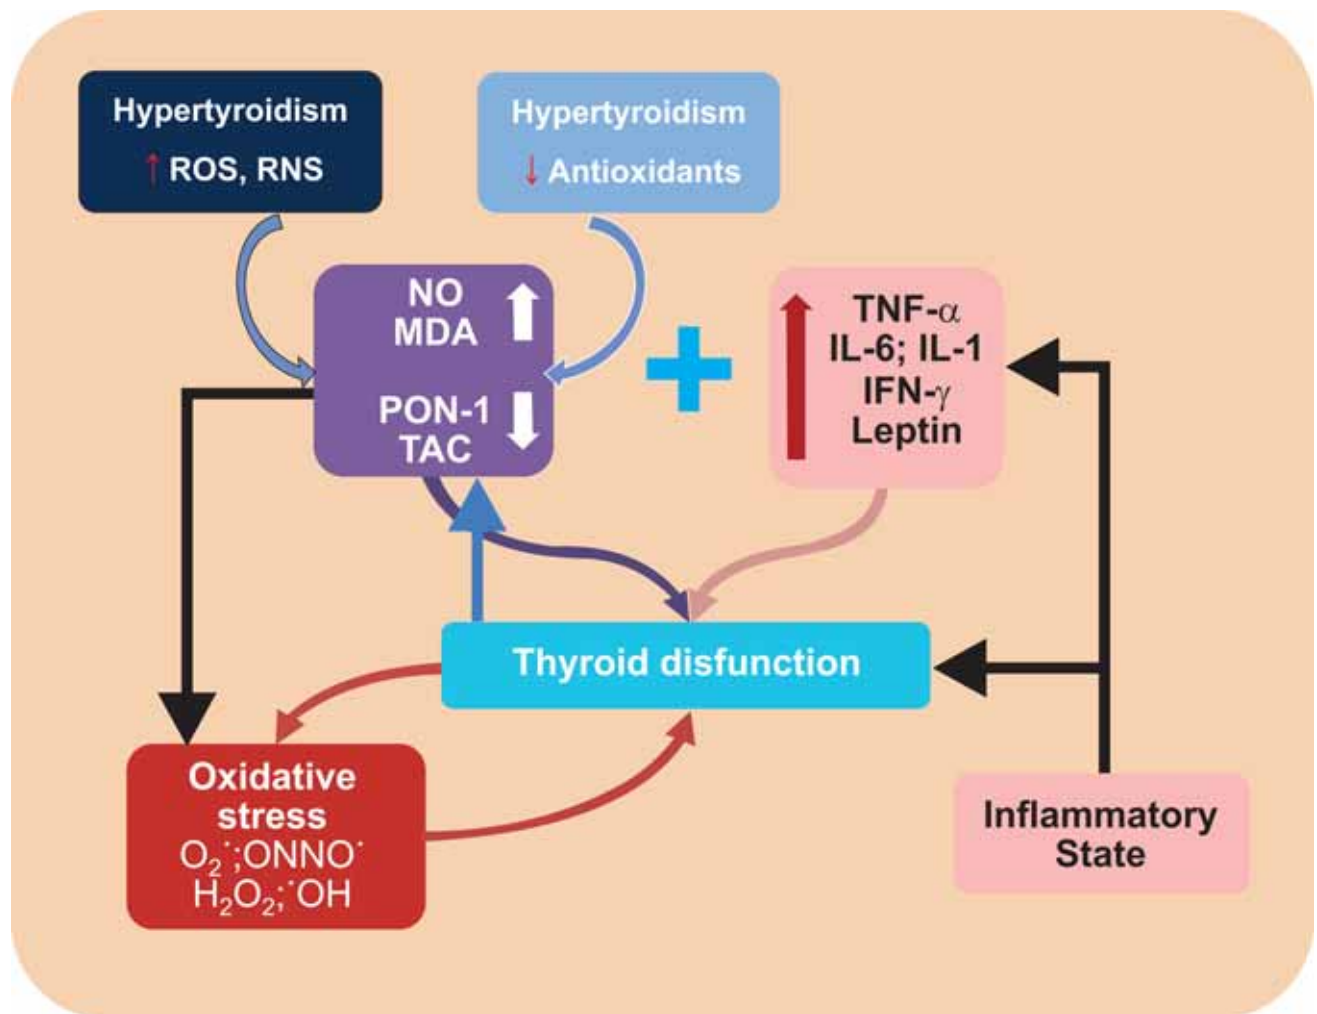 Hypertyroidism
↑ ROS, RNS
Hypertyroidism
↓ Antioxidants
NO
MDA
PON-1
TAC
TNF-α
IL-6; IL-1
IFN-γ
Leptin
Thyroid disfunction
Oxidative
stress
O₂˙;ONNO˙
H₂O₂;˙OH
Inflammatory
State